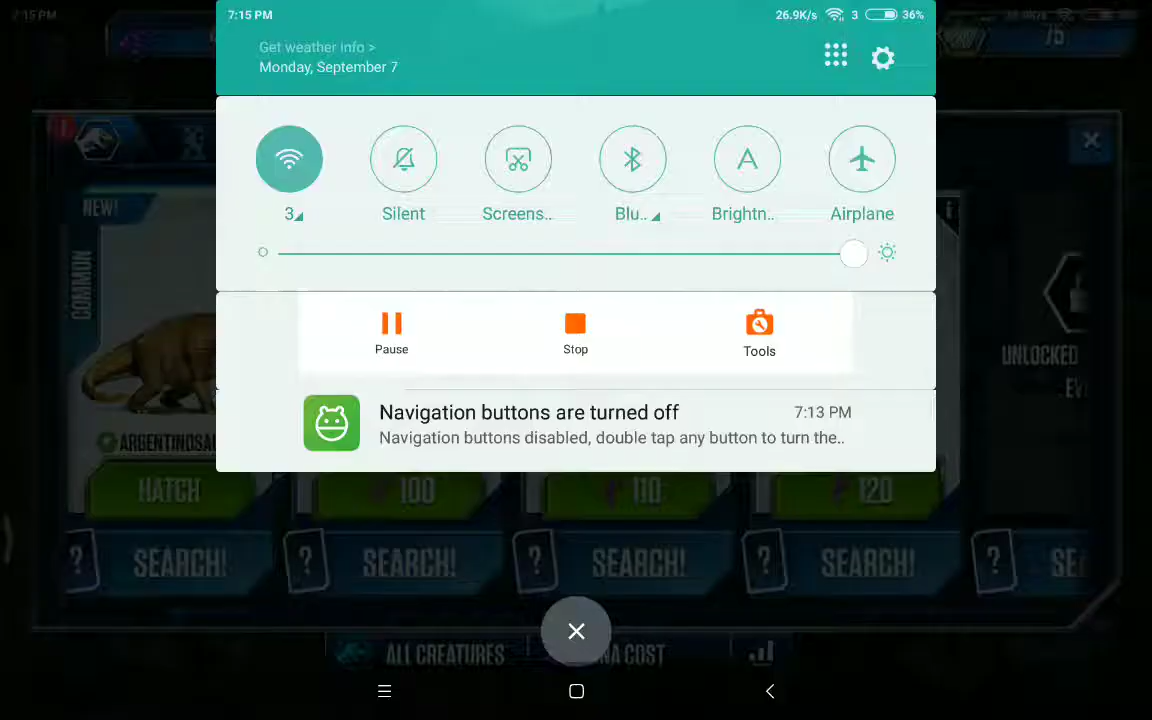 7:15 PM
26.9K/s 3 36%
Get weather info >
Monday, September 7
3
Silent
Screens..
Blu..
Brightn..
Airplane
Pause
Stop
Tools
Navigation buttons are turned off
7:13 PM
Navigation buttons disabled, double tap any button to turn the..
NEW!
COMMON
UNLOCKED
HATCH
100
110
120
? SEARCH!
? SEARCH!
? SEARCH!
? SEARCH!
?
ALL CREATURES